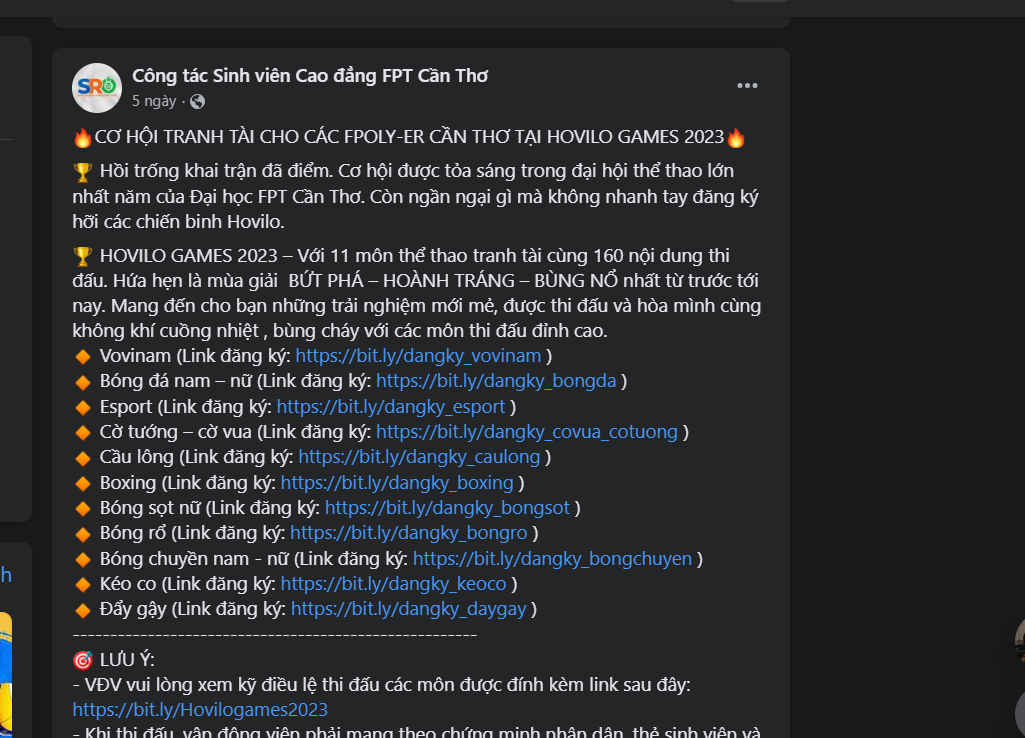 Công tác Sinh viên Cao đẳng FPT Cần Thơ
5 ngày ·
🔥CƠ HỘI TRANH TÀI CHO CÁC FPOLY-ER CẦN THƠ TẠI HOVILO GAMES 2023🔥
🏆 Hồi trống khai trận đã điểm. Cơ hội được tỏa sáng trong đại hội thể thao lớn
nhất năm của Đại học FPT Cần Thơ. Còn ngần ngại gì mà không nhanh tay đăng ký
hỡi các chiến binh Hovilo.
🏆 HOVILO GAMES 2023 – Với 11 môn thể thao tranh tài cùng 160 nội dung thi
đấu. Hứa hẹn là mùa giải  BỨT PHÁ – HOÀNH TRÁNG – BÙNG NỔ nhất từ trước tới
nay. Mang đến cho bạn những trải nghiệm mới mẻ, được thi đấu và hòa mình cùng
không khí cuồng nhiệt , bùng cháy với các môn thi đấu đỉnh cao.
🔶 Vovinam (Link đăng ký: https://bit.ly/dangky_vovinam )
🔶 Bóng đá nam – nữ (Link đăng ký: https://bit.ly/dangky_bongda )
🔶 Esport (Link đăng ký: https://bit.ly/dangky_esport )
🔶 Cờ tướng – cờ vua (Link đăng ký: https://bit.ly/dangky_covua_cotuong )
🔶 Cầu lông (Link đăng ký: https://bit.ly/dangky_caulong )
🔶 Boxing (Link đăng ký: https://bit.ly/dangky_boxing )
🔶 Bóng sọt nữ (Link đăng ký: https://bit.ly/dangky_bongsot )
🔶 Bóng rổ (Link đăng ký: https://bit.ly/dangky_bongro )
🔶 Bóng chuyền nam - nữ (Link đăng ký: https://bit.ly/dangky_bongchuyen )
🔶 Kéo co (Link đăng ký: https://bit.ly/dangky_keoco )
🔶 Đẩy gậy (Link đăng ký: https://bit.ly/dangky_daygay )
------------------------------------------------------
🎯 LƯU Ý:
- VĐV vui lòng xem kỹ điều lệ thi đấu các môn được đính kèm link sau đây:
https://bit.ly/Hovilogames2023
- Khi thi đấu, vận động viên phải mang theo chứng minh nhân dân, thẻ sinh viên và